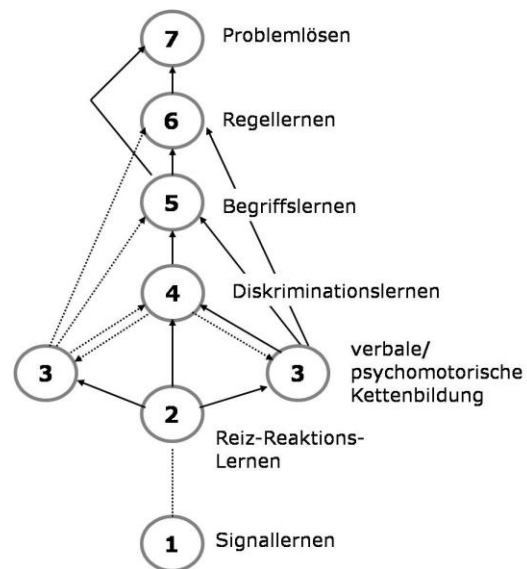 7 Problemlösen
6 Regellernen
5 Begriffslernen
4 Diskriminationslernen
3
3 verbale/
psychomotorische
Kettenbildung
2 Reiz-Reaktions-
Lernen
1 Signallernen